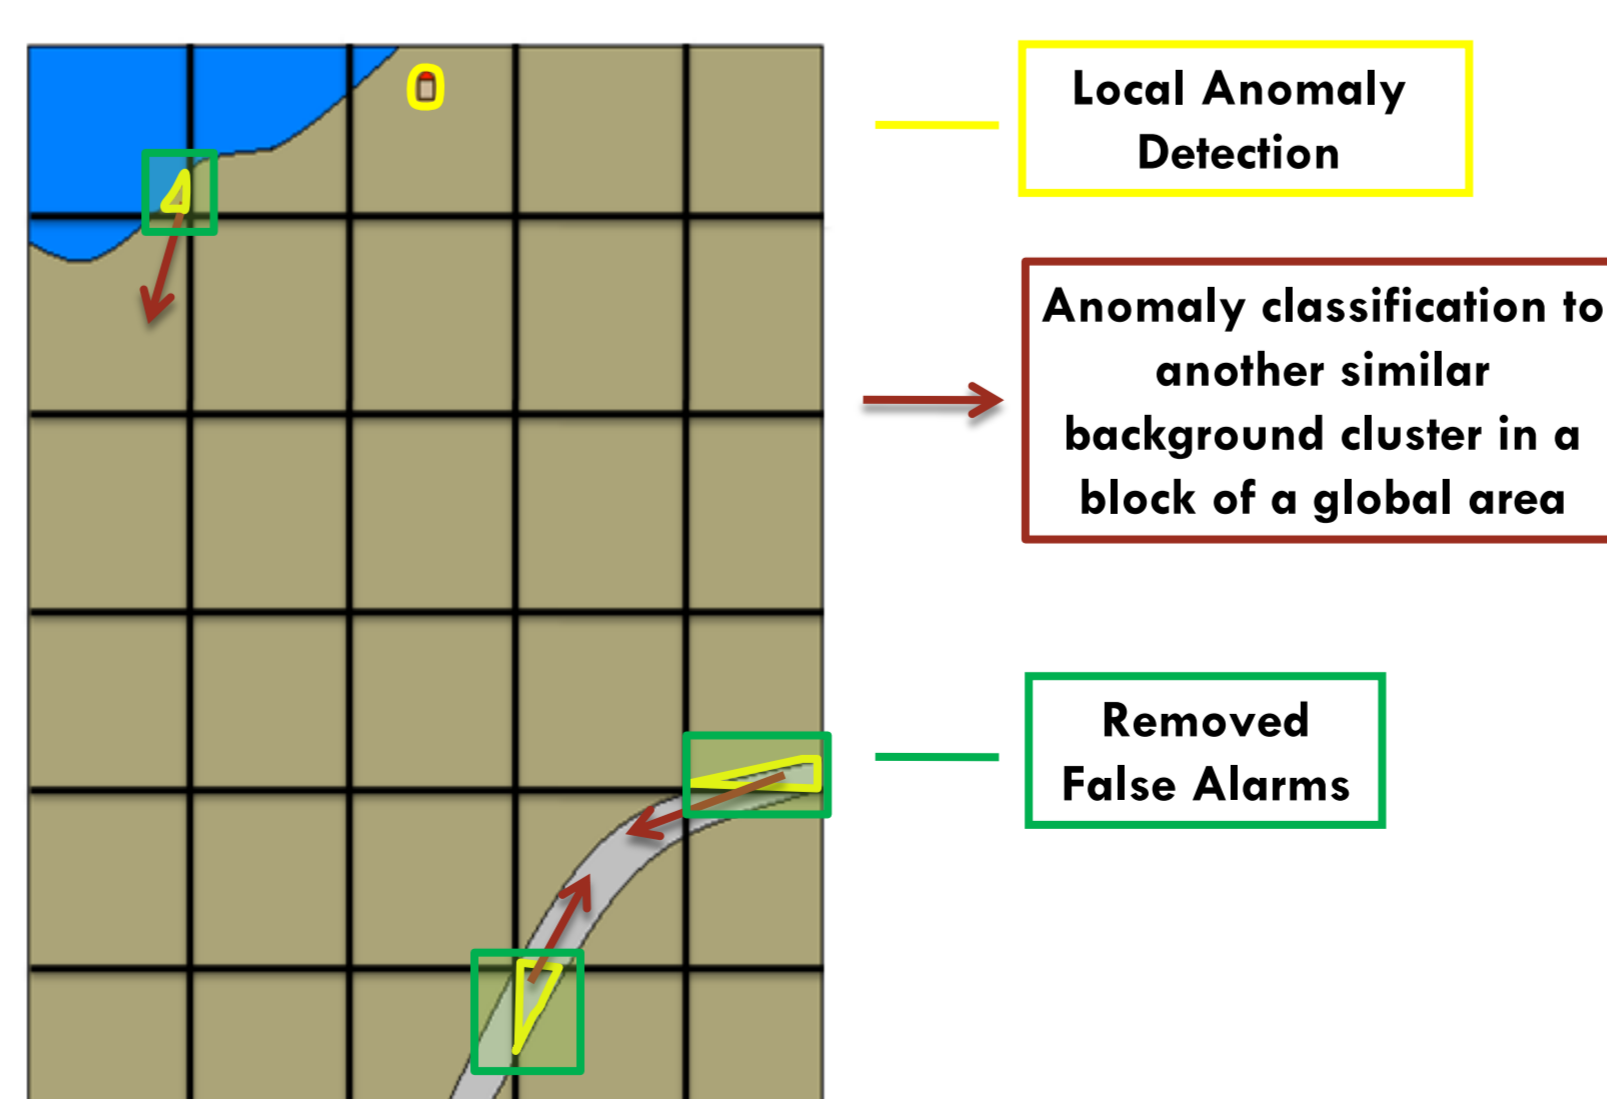 Local Anomaly
Detection
Anomaly classification to
another similar
background cluster in a
block of a global area
Removed
False Alarms